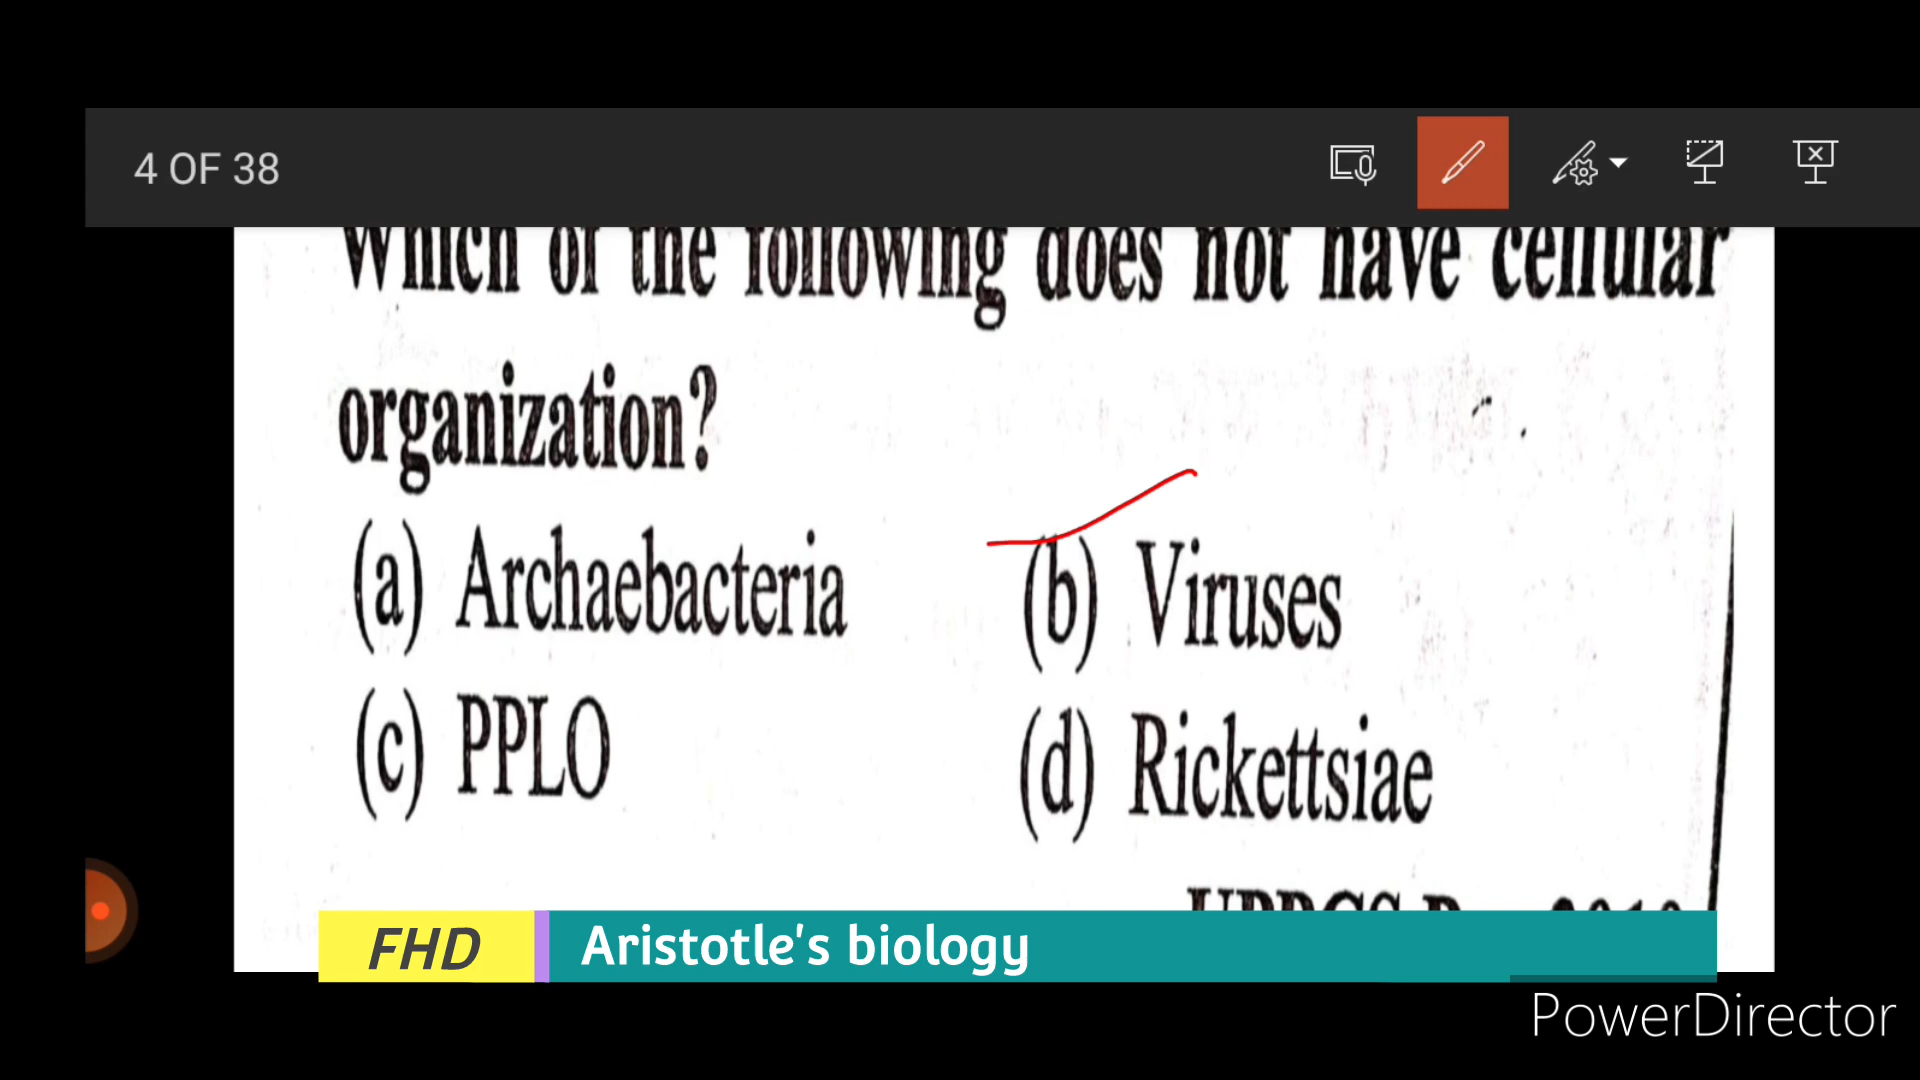 4 OF 38
Which of the following does not have cellular
organization?
(a) Archaebacteria (b) Viruses
(c) PPLO (d) Rickettsiae
FHD Aristotle's biology
PowerDirector